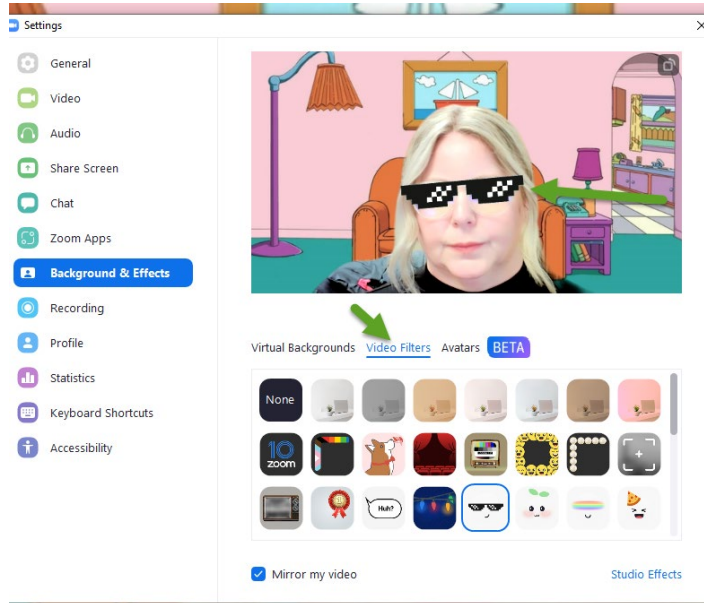 Settings
General
Video
Audio
Share Screen
Chat
Zoom Apps
Background & Effects
Recording
Profile
Statistics
Keyboard Shortcuts
Accessibility
Virtual Backgrounds Video Filters Avatars BETA
None
10
zoom
Huh?
Mirror my video
Studio Effects